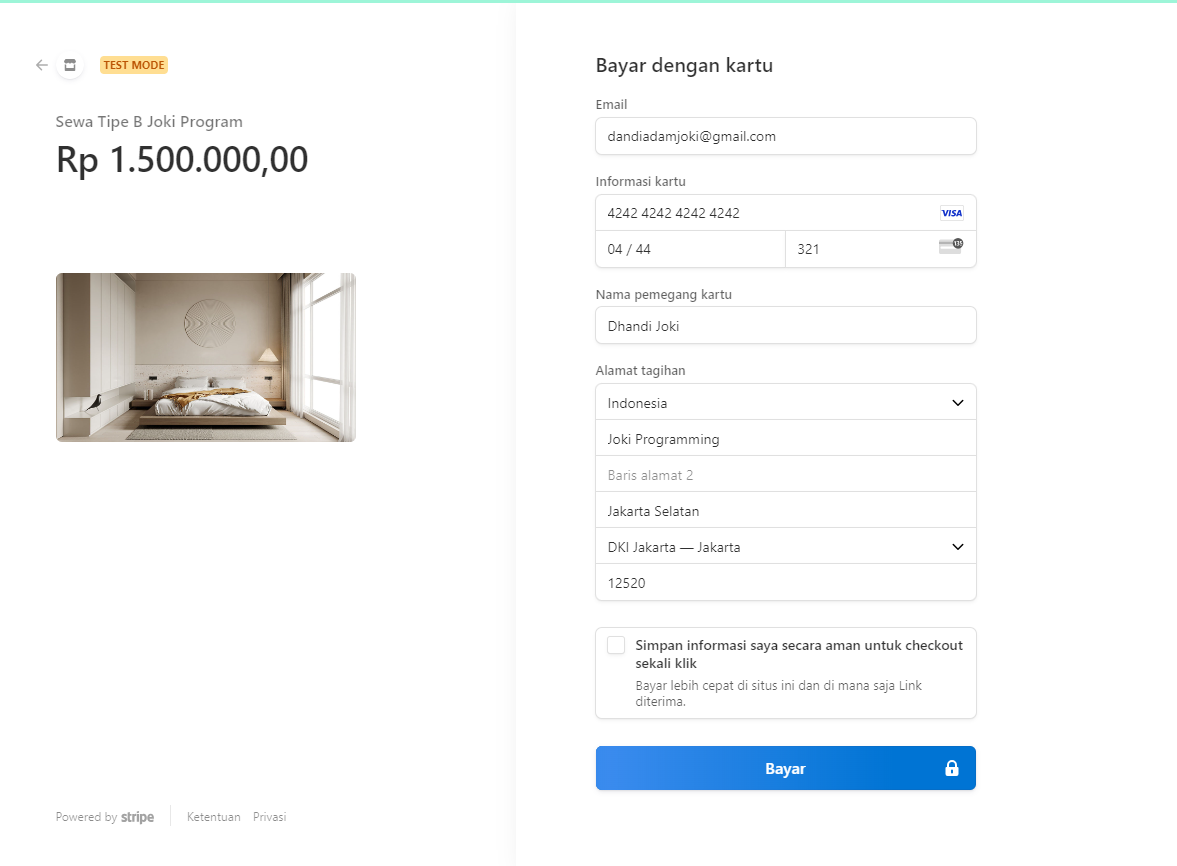 TEST MODE
Sewa Tipe B Joki Program
Rp 1.500.000,00
Powered by stripe
Ketentuan Privasi
Bayar dengan kartu
Email
dandiadamjoki@gmail.com
Informasi kartu
4242 4242 4242 4242
VISA
04 / 44
321
135
Nama pemegang kartu
Dhandi Joki
Alamat tagihan
Indonesia
Joki Programming
Baris alamat 2
Jakarta Selatan
DKI Jakarta — Jakarta
12520
Simpan informasi saya secara aman untuk checkout
sekali klik
Bayar lebih cepat di situs ini dan di mana saja Link
diterima.
Bayar